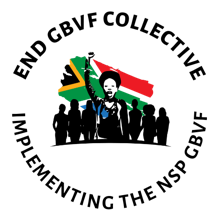 END GBVF COLLECTIVE
IMPLEMENTING THE NSP GBVF